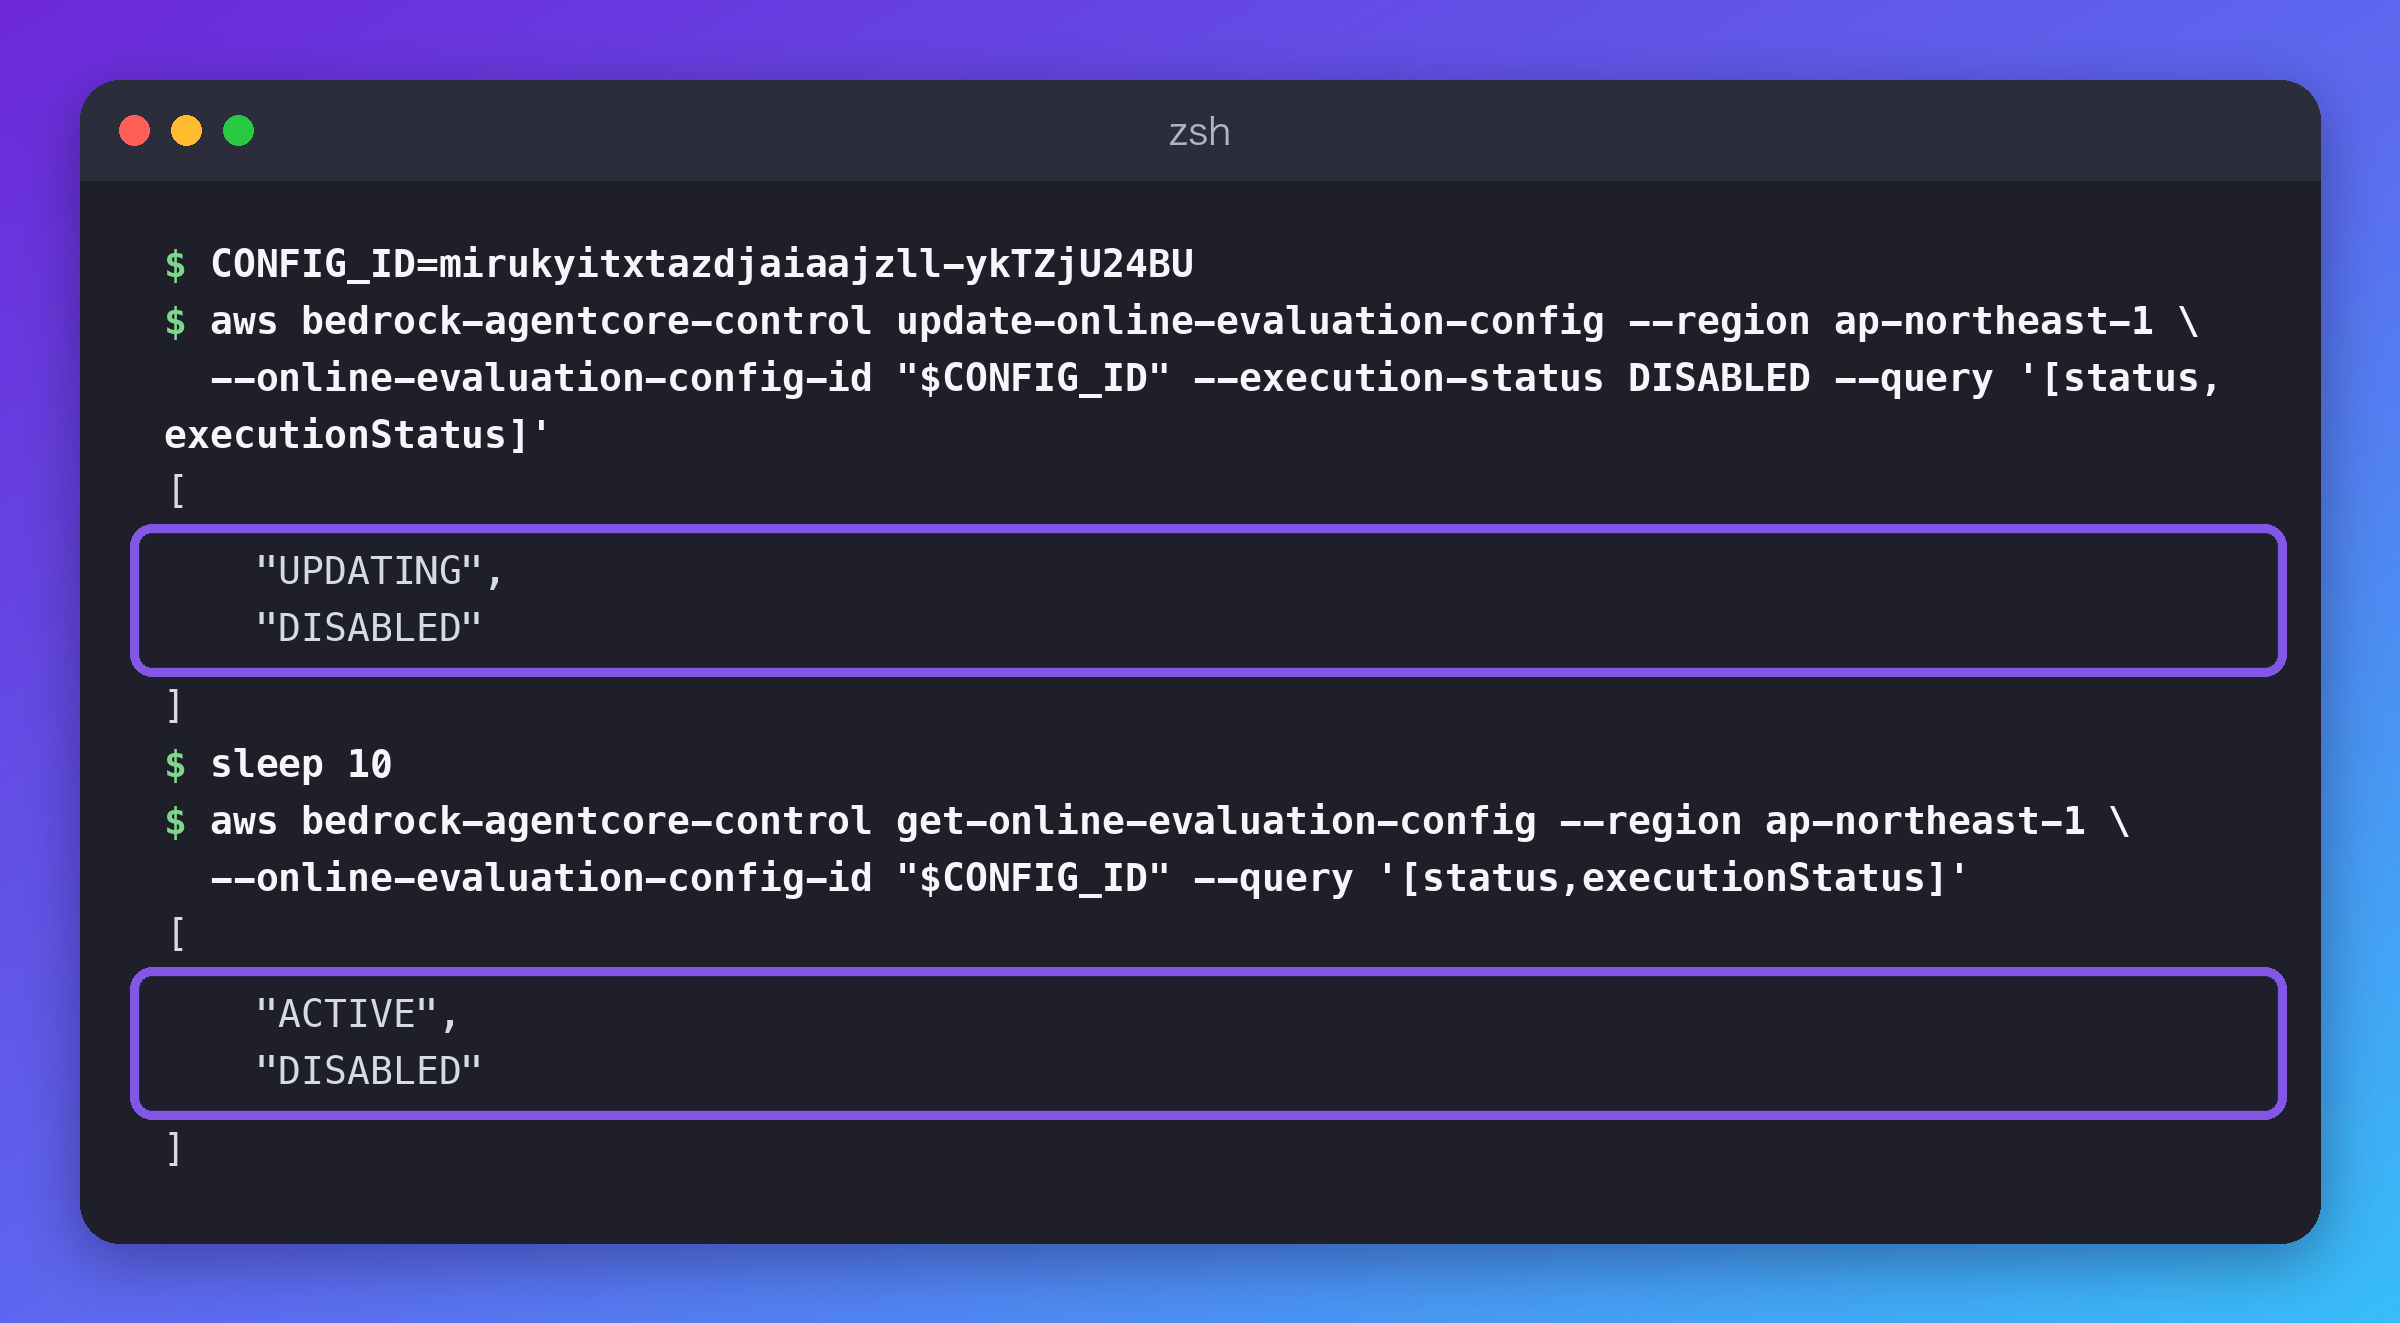 zsh
$ CONFIG_ID=mirukyitxtazdjaiaajzll-ykTZjU24BU
$ aws bedrock-agentcore-control update-online-evaluation-config --region ap-northeast-1 \
  --online-evaluation-config-id "$CONFIG_ID" --execution-status DISABLED --query '[status,
executionStatus]'
[
    "UPDATING",
    "DISABLED"
]
$ sleep 10
$ aws bedrock-agentcore-control get-online-evaluation-config --region ap-northeast-1 \
  --online-evaluation-config-id "$CONFIG_ID" --query '[status,executionStatus]'
[
    "ACTIVE",
    "DISABLED"
]